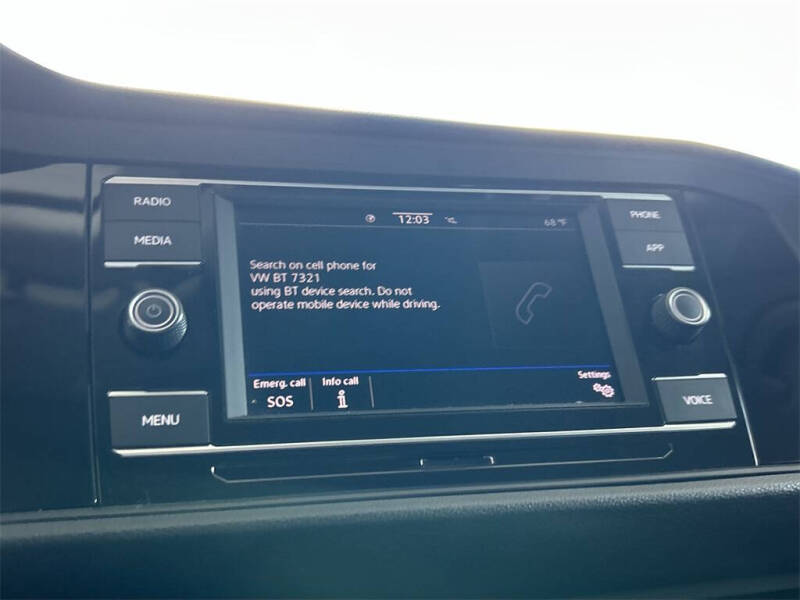 RADIO
MEDIA
MENU
12:03
68 °F
Search on cell phone for
VW BT 7321
using BT device search. Do not
operate mobile device while driving.
Emerg. call
SOS
Info call
i
Settings
PHONE
APP
VOICE